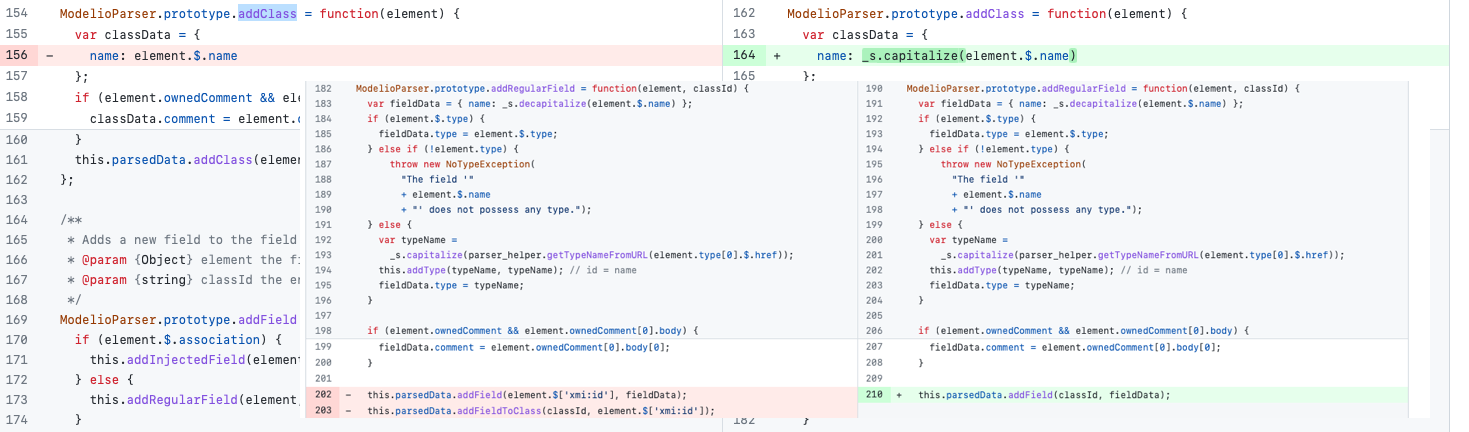 154 ModelioParser.prototype.addClass = function(element) {
155 var classData = {
156 - name: element.$.name
157 };
158 if (element.ownedComment && ele
159 classData.comment = element.
160 }
161 this.parsedData.addClass(elemen
162 };
163
164 /**
165 * Adds a new field to the field
166 * @param {Object} element the fi
167 * @param {string} classId the en
168 */
169 ModelioParser.prototype.addField
170 if (element.$.association) {
171 this.addInjectedField(element
172 } else {
173 this.addRegularField(element,
174 }
162 ModelioParser.prototype.addClass = function(element) {
163 var classData = {
164 + name: _s.capitalize(element.$.name)
165 };
182 }
182 ModelioParser.prototype.addRegularField = function(element, classId) {
183 var fieldData = { name: _s.decapitalize(element.$.name) };
184 if (element.$.type) {
185 fieldData.type = element.$.type;
186 } else if (!element.type) {
187 throw new NoTypeException(
188 "The field '"
189 + element.$.name
190 + "' does not possess any type.");
191 } else {
192 var typeName =
193 _s.capitalize(parser_helper.getTypeNameFromURL(element.type[0].$.href));
194 this.addType(typeName, typeName); // id = name
195 fieldData.type = typeName;
196 }
197
198 if (element.ownedComment && element.ownedComment[0].body) {
199 fieldData.comment = element.ownedComment[0].body[0];
200 }
201
202 - this.parsedData.addField(element.$['xmi:id'], fieldData);
203 - this.parsedData.addFieldToClass(classId, element.$['xmi:id']);
190 ModelioParser.prototype.addRegularField = function(element, classId) {
191 var fieldData = { name: _s.decapitalize(element.$.name) };
192 if (element.$.type) {
193 fieldData.type = element.$.type;
194 } else if (!element.type) {
195 throw new NoTypeException(
196 "The field '"
197 + element.$.name
198 + "' does not possess any type.");
199 } else {
200 var typeName =
201 _s.capitalize(parser_helper.getTypeNameFromURL(element.type[0].$.href));
202 this.addType(typeName, typeName); // id = name
203 fieldData.type = typeName;
204 }
205
206 if (element.ownedComment && element.ownedComment[0].body) {
207 fieldData.comment = element.ownedComment[0].body[0];
208 }
209
210 + this.parsedData.addField(classId, fieldData);